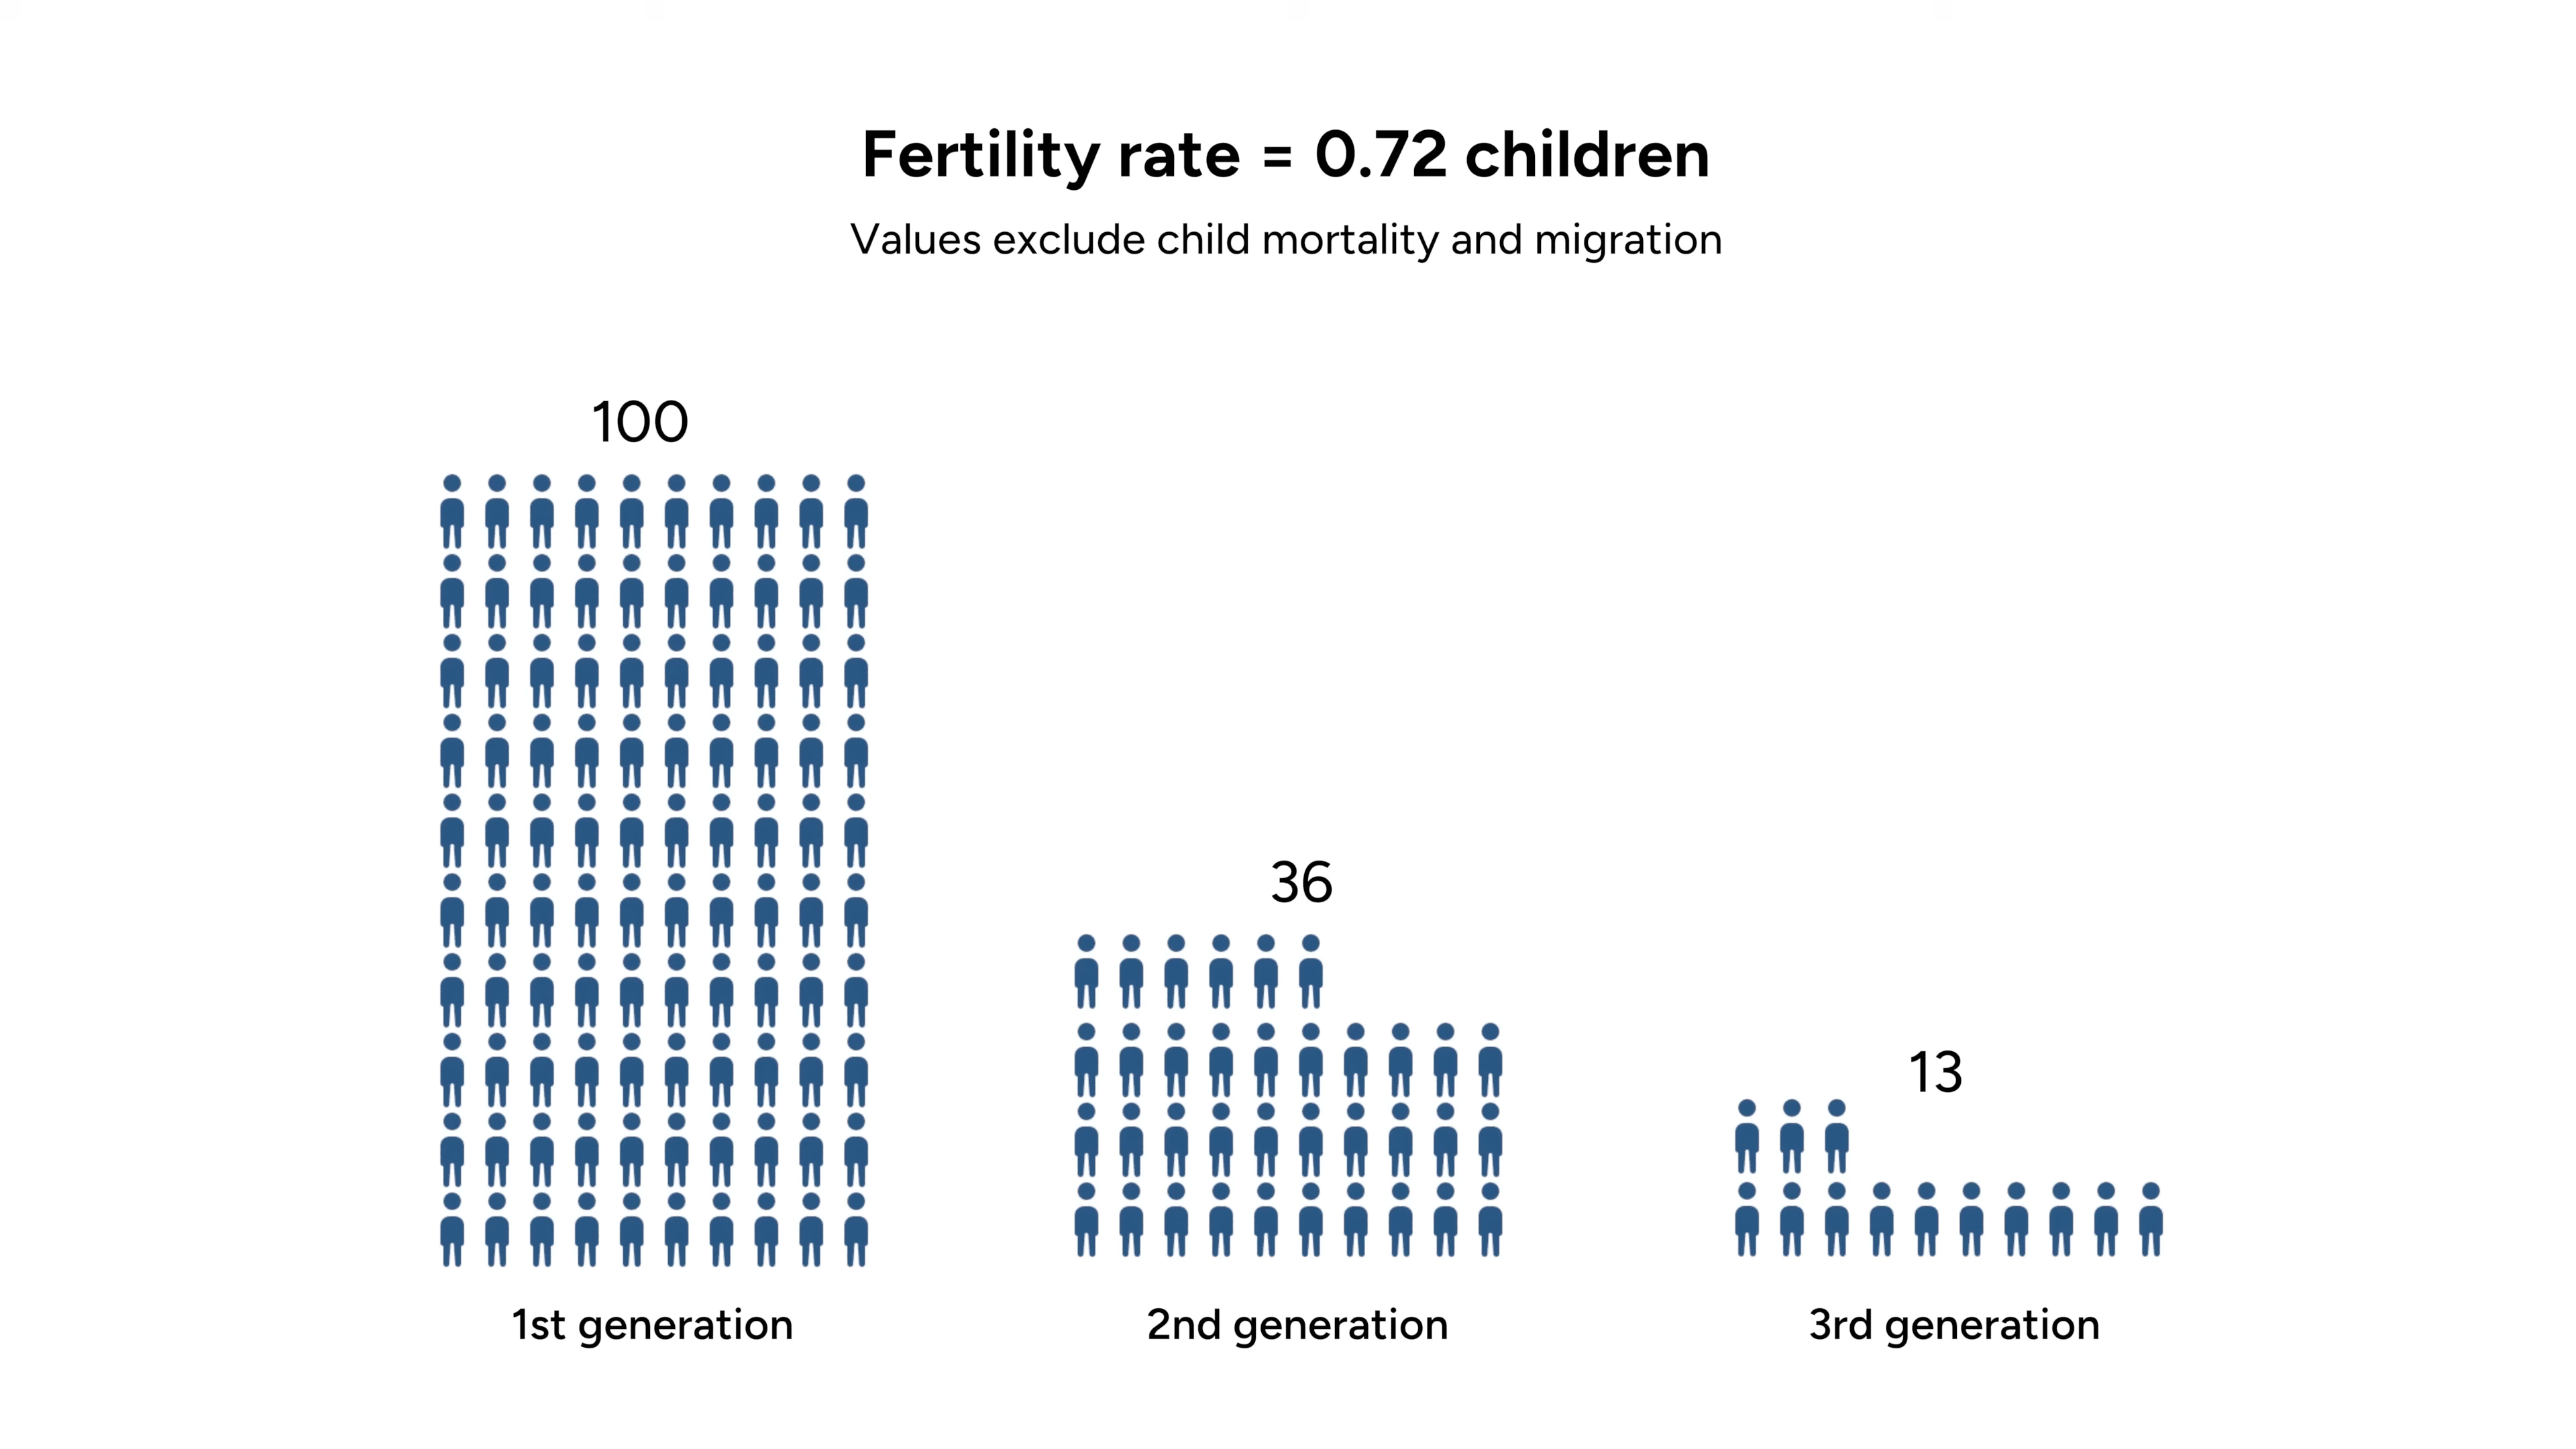 Fertility rate = 0.72 children
Values exclude child mortality and migration
100
36
13
1st generation
2nd generation
3rd generation